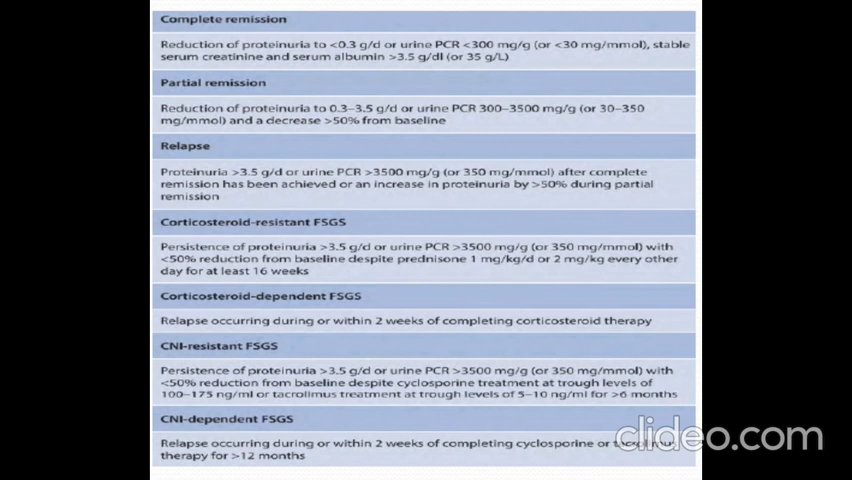 Complete remission
Reduction of proteinuria to <0.3 g/d or urine PCR <300 mg/g (or <30 mg/mmol), stable
serum creatinine and serum albumin >3.5 g/dl (or 35 g/L)
Partial remission
Reduction of proteinuria to 0.3–3.5 g/d or urine PCR 300–3500 mg/g (or 30–350
mg/mmol) and a decrease >50% from baseline
Relapse
Proteinuria >3.5 g/d or urine PCR >3500 mg/g (or 350 mg/mmol) after complete
remission has been achieved or an increase in proteinuria by >50% during partial
remission
Corticosteroid-resistant FSGS
Persistence of proteinuria >3.5 g/d or urine PCR >3500 mg/g (or 350 mg/mmol) with
<50% reduction from baseline despite prednisone 1 mg/kg/d or 2 mg/kg every other
day for at least 16 weeks
Corticosteroid-dependent FSGS
Relapse occurring during or within 2 weeks of completing corticosteroid therapy
CNI-resistant FSGS
Persistence of proteinuria >3.5 g/d or urine PCR >3500 mg/g (or 350 mg/mmol) with
<50% reduction from baseline despite cyclosporine treatment at trough levels of
100–175 ng/ml or tacrolimus treatment at trough levels of 5–10 ng/ml for >6 months
CNI-dependent FSGS
Relapse occurring during or within 2 weeks of completing cyclosporine or tacrolimus
therapy for >12 months
clideo.com